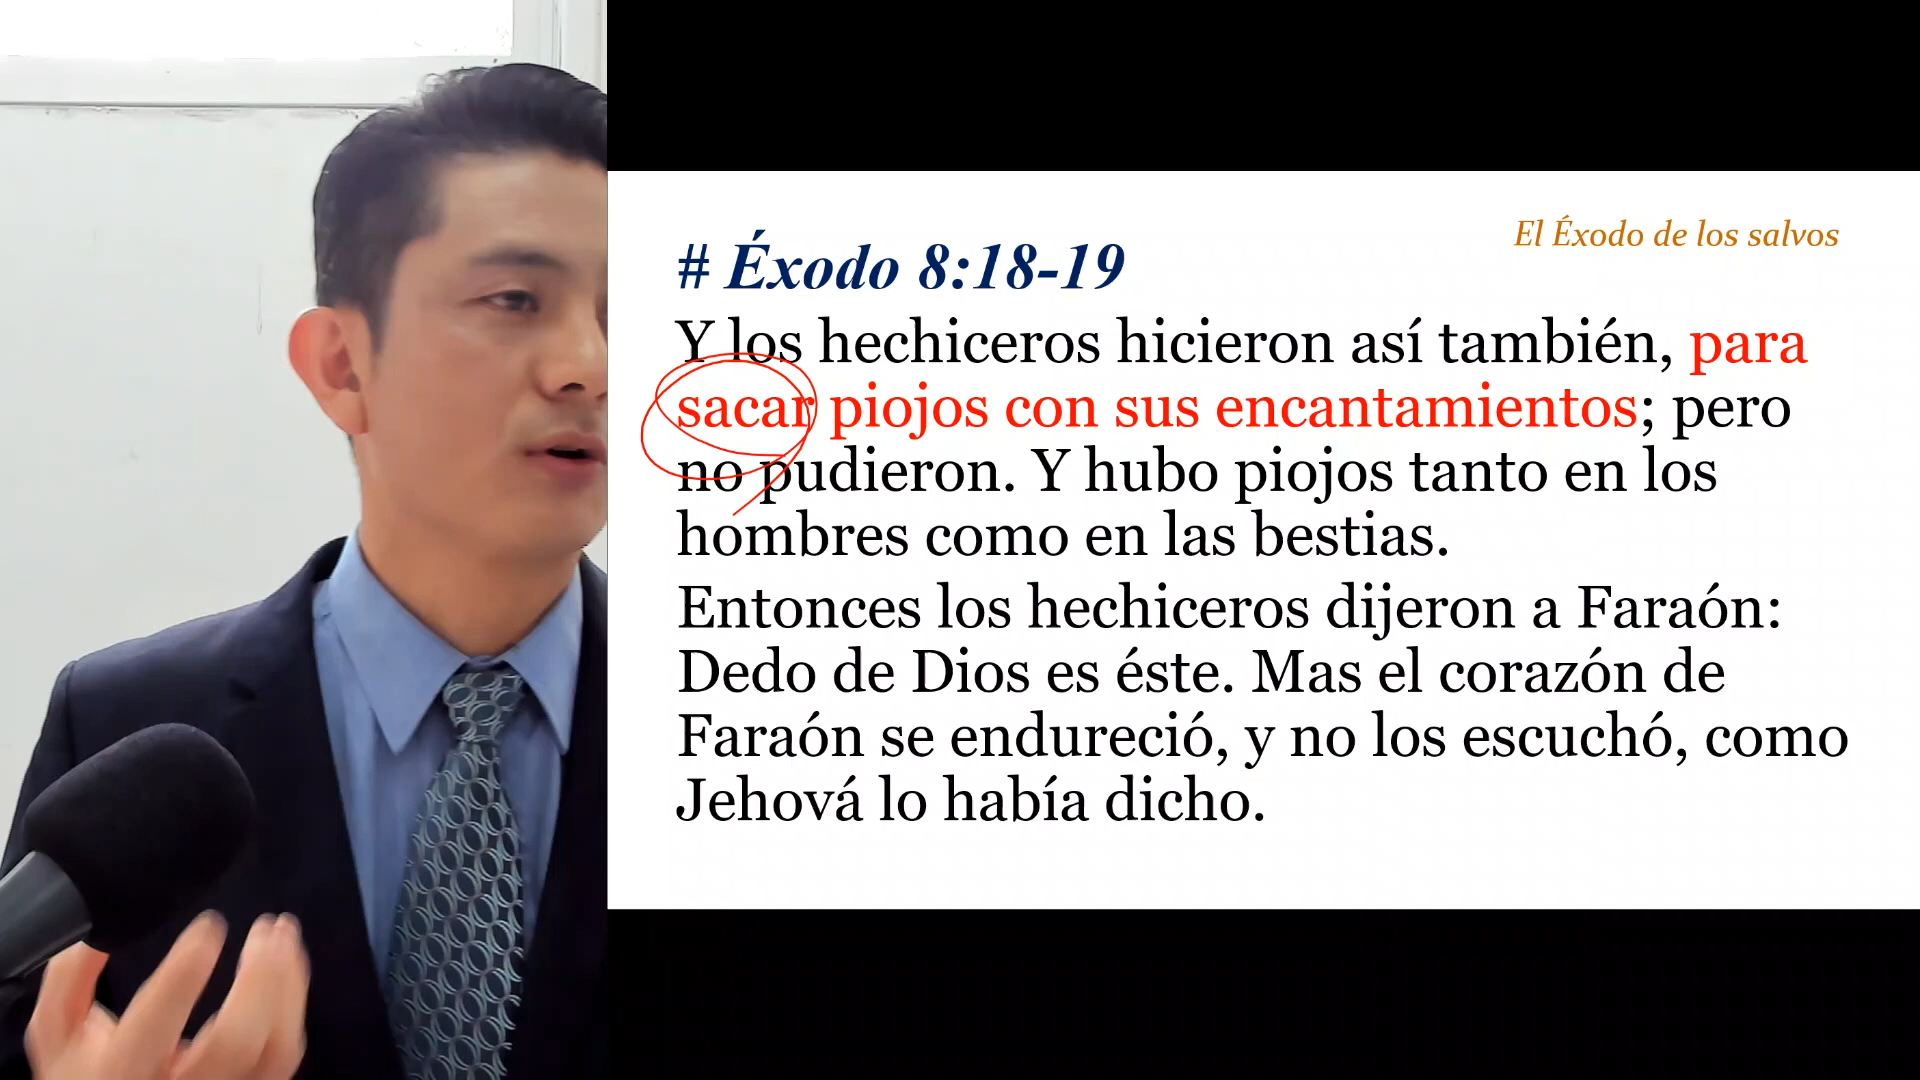 El Éxodo de los salvos
# Éxodo 8:18-19
Y los hechiceros hicieron así también, para
sacar piojos con sus encantamientos; pero
no pudieron. Y hubo piojos tanto en los
hombres como en las bestias.
Entonces los hechiceros dijeron a Faraón:
Dedo de Dios es éste. Mas el corazón de
Faraón se endureció, y no los escuchó, como
Jehová lo había dicho.